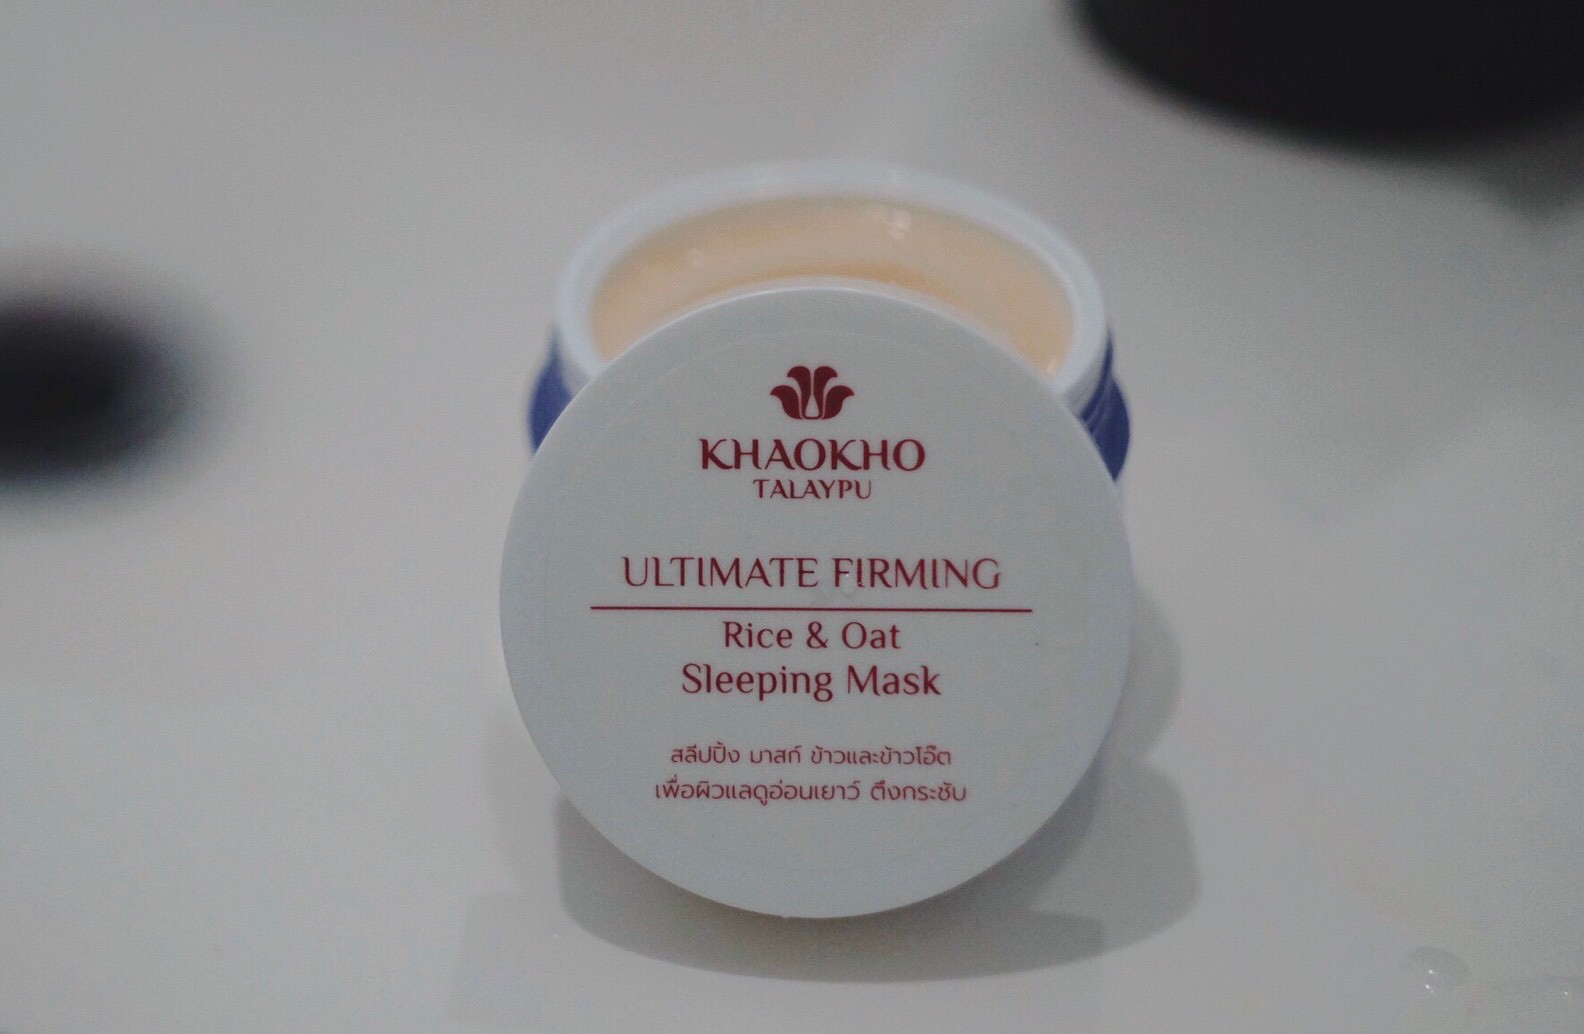 KHAOKHO
TALAYPU
ULTIMATE FIRMING
Rice & Oat
Sleeping Mask
สลีปปิ้ง มาสก์ ข้าวและข้าวโอ๊ต
เพื่อผิวแลดูอ่อนเยาว์ ตึงกระชับ